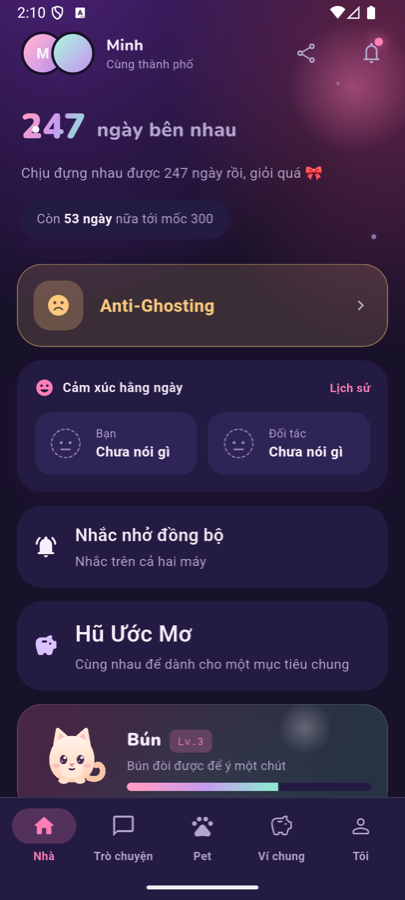 2:10
M
Minh
Cùng thành phố
247 ngày bên nhau
Chịu đựng nhau được 247 ngày rồi, giỏi quá 🎀
Còn 53 ngày nữa tới mốc 300
Anti-Ghosting
Cảm xúc hằng ngày
Lịch sử
Bạn
Chưa nói gì
Đối tác
Chưa nói gì
Nhắc nhở đồng bộ
Nhắc trên cả hai máy
Hũ Ước Mơ
Cùng nhau để dành cho một mục tiêu chung
Bún Lv.3
Bún đòi được để ý một chút
Nhà
Trò chuyện
Pet
Ví chung
Tôi